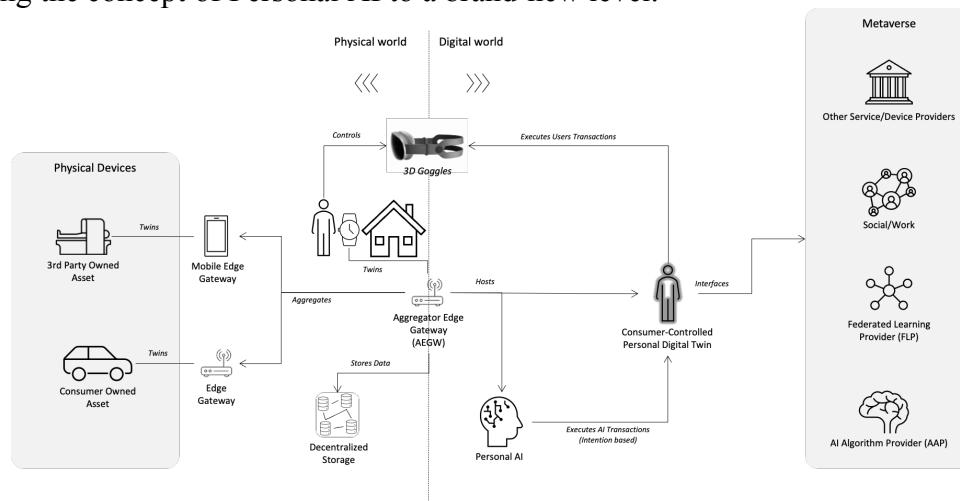 ing the concept of Personal AI to a brand new level.
Physical world
Digital world
Metaverse
Other Service/Device Providers
Controls
Executes Users Transactions
3D Goggles
Physical Devices
Social/Work
Twins
3rd Party Owned
Asset
Mobile Edge
Gateway
Twins
Hosts
Interfaces
Aggregates
Aggregator Edge
Gateway
(AEGW)
Consumer-Controlled
Personal Digital Twin
Federated Learning
Provider (FLP)
Twins
Stores Data
Consumer Owned
Asset
Edge
Gateway
Executes AI Transactions
(Intention based)
Decentralized
Storage
Personal AI
AI Algorithm Provider (AAP)